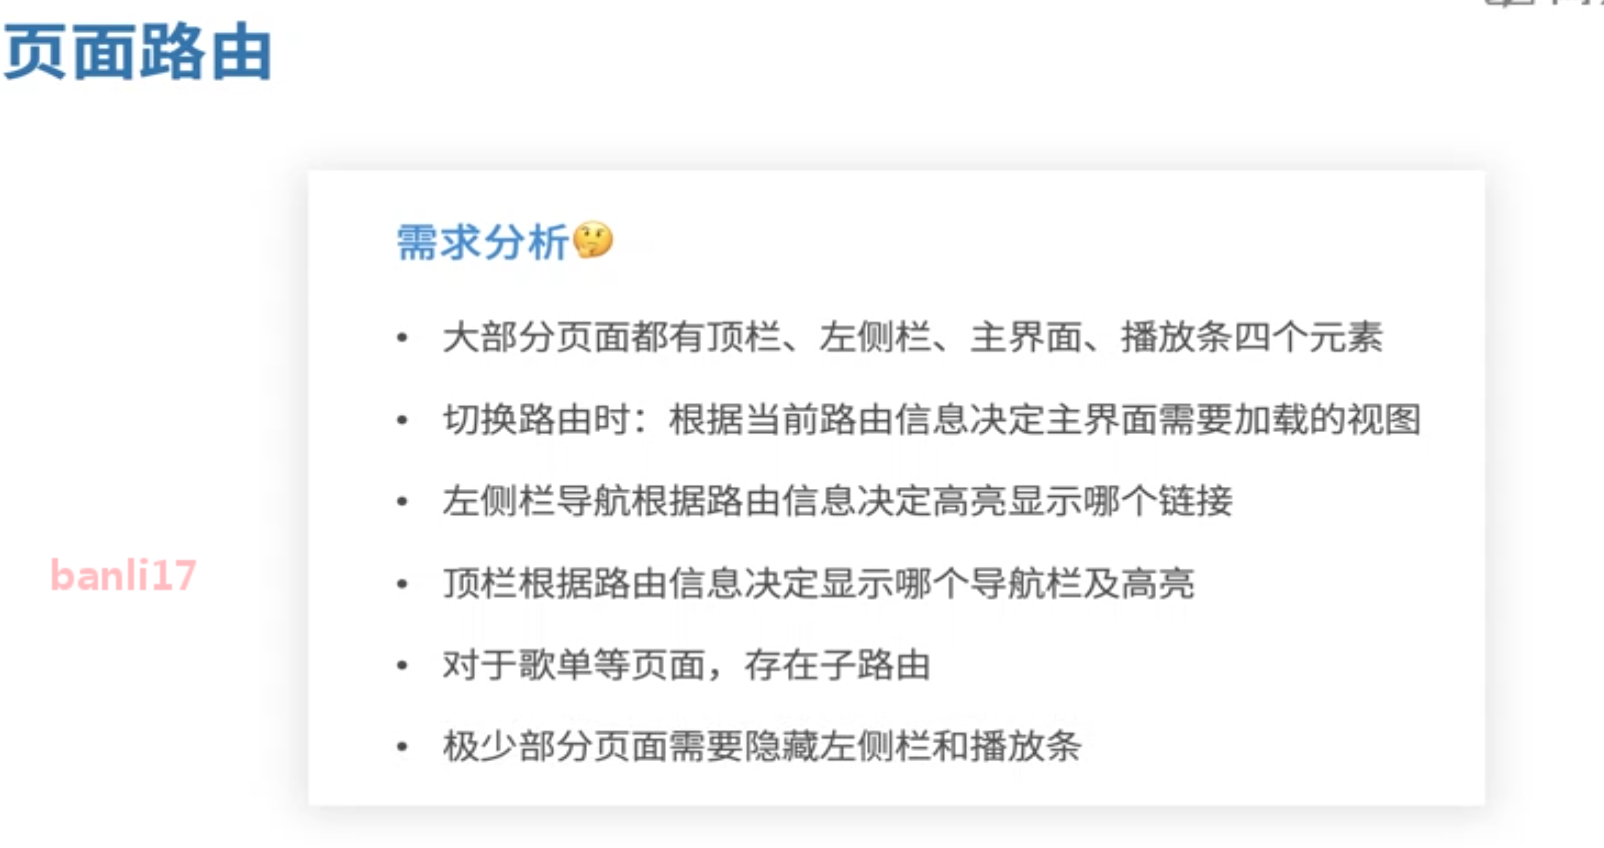 页面路由
需求分析🤔
• 大部分页面都有顶栏、左侧栏、主界面、播放条四个元素
• 切换路由时：根据当前路由信息决定主界面需要加载的视图
• 左侧栏导航根据路由信息决定高亮显示哪个链接
• 顶栏根据路由信息决定显示哪个导航栏及高亮
banli17
• 对于歌单等页面，存在子路由
• 极少部分页面需要隐藏左侧栏和播放条